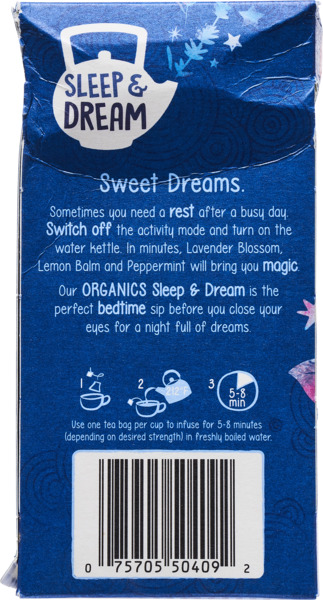 SLEEP &
DREAM
Sweet Dreams.
Sometimes you need a rest after a busy day.
Switch off the activity mode and turn on the
water kettle. In minutes, Lavender Blossom,
Lemon Balm and Peppermint will bring you magic.
Our ORGANICS Sleep & Dream is the
perfect bedtime sip before you close your
eyes for a night full of dreams.
1 2 212°F 3 5-8
min
Use one tea bag per cup to infuse for 5-8 minutes
(depending on desired strength) in freshly boiled water.
0 75705 50409 2